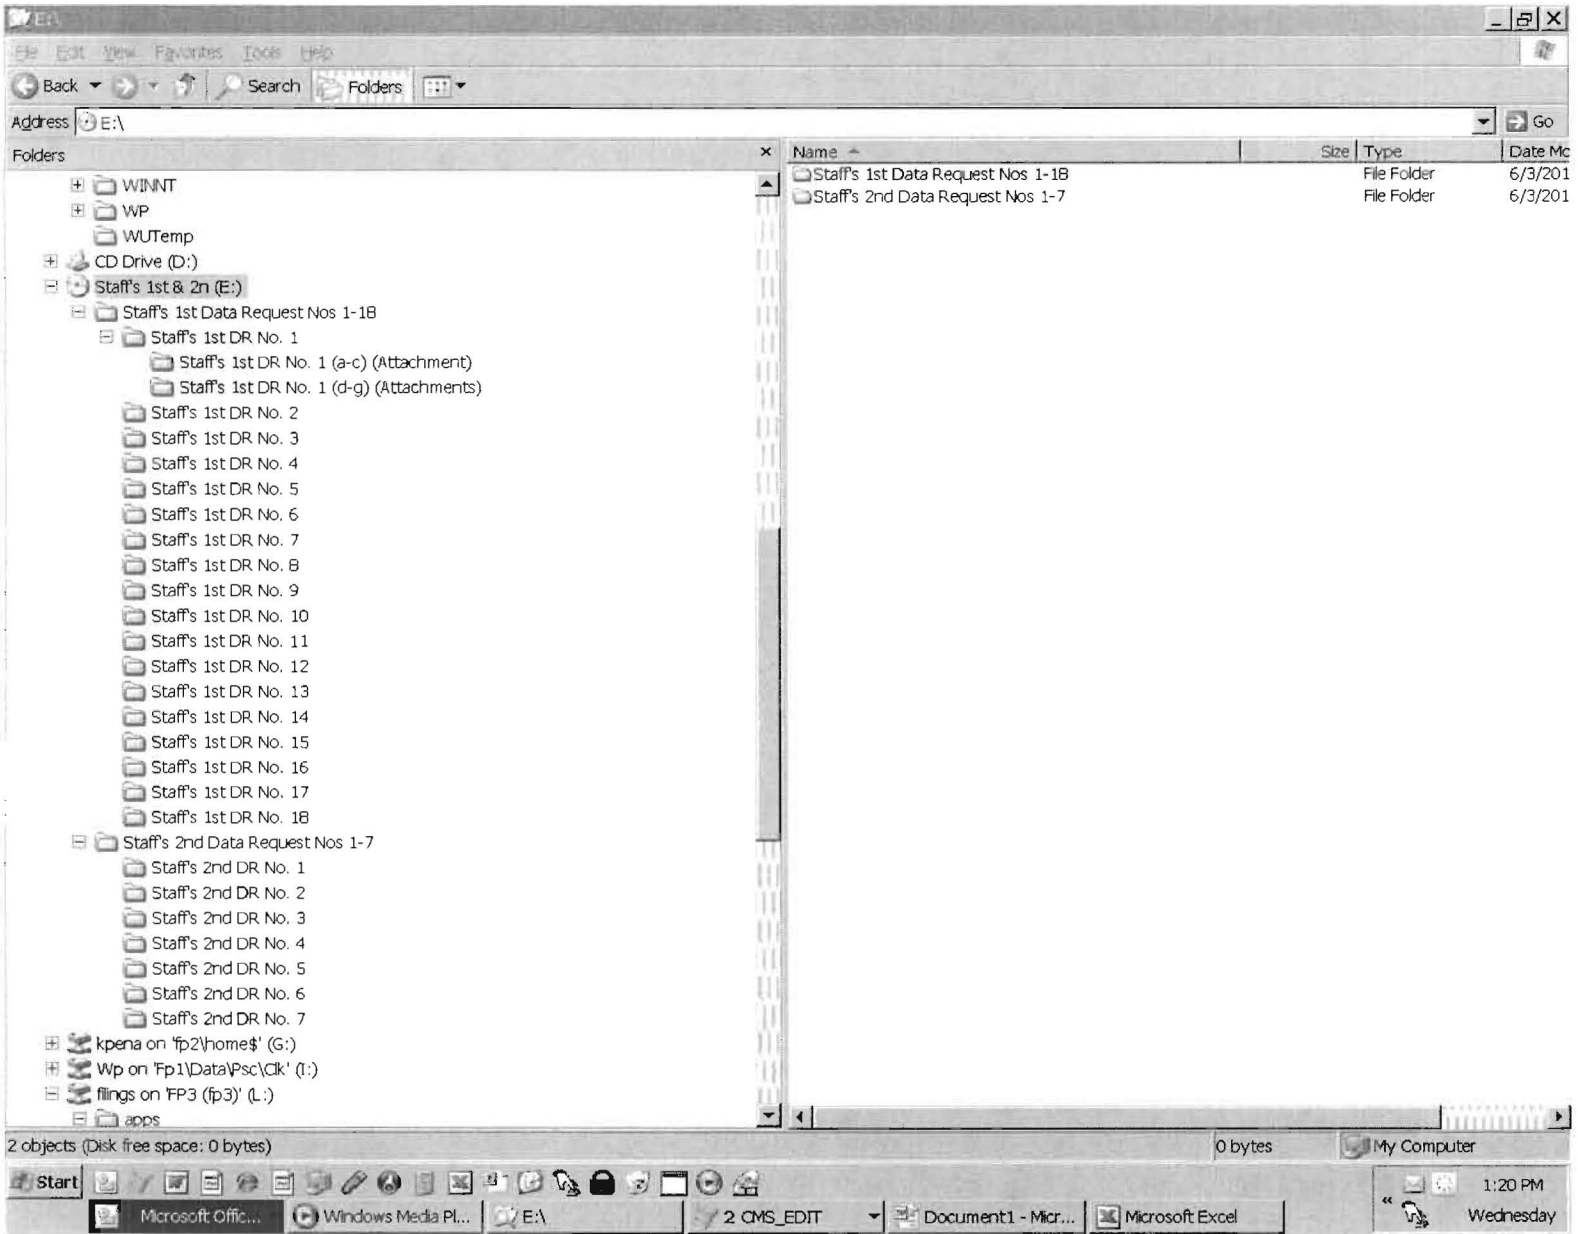 E:\
File Edit View Favorites Tools Help
Back Search Folders
Address E:\ Go
Folders
Name Size Type Date Mo
WINNT
WP
WUTemp
CD Drive (D:)
Staff's 1st & 2n (E:)
Staff's 1st Data Request Nos 1-18
Staff's 1st DR No. 1
Staff's 1st DR No. 1 (a-c) (Attachment)
Staff's 1st DR No. 1 (d-g) (Attachments)
Staff's 1st DR No. 2
Staff's 1st DR No. 3
Staff's 1st DR No. 4
Staff's 1st DR No. 5
Staff's 1st DR No. 6
Staff's 1st DR No. 7
Staff's 1st DR No. 8
Staff's 1st DR No. 9
Staff's 1st DR No. 10
Staff's 1st DR No. 11
Staff's 1st DR No. 12
Staff's 1st DR No. 13
Staff's 1st DR No. 14
Staff's 1st DR No. 15
Staff's 1st DR No. 16
Staff's 1st DR No. 17
Staff's 1st DR No. 18
Staff's 2nd Data Request Nos 1-7
Staff's 2nd DR No. 1
Staff's 2nd DR No. 2
Staff's 2nd DR No. 3
Staff's 2nd DR No. 4
Staff's 2nd DR No. 5
Staff's 2nd DR No. 6
Staff's 2nd DR No. 7
kpena on 'fp2\home$' (G:)
Wp on 'Fp1\Data\Psc\Clk' (I:)
filings on 'FP3 (fp3)' (L:)
apps
Staff's 1st Data Request Nos 1-18 File Folder 6/3/201
Staff's 2nd Data Request Nos 1-7 File Folder 6/3/201
2 objects (Disk free space: 0 bytes) 0 bytes My Computer
Start 1:20 PM
Microsoft Offic... Windows Media Pl... E:\ 2 CMS_EDIT Document1 - Micr... Microsoft Excel « Wednesday